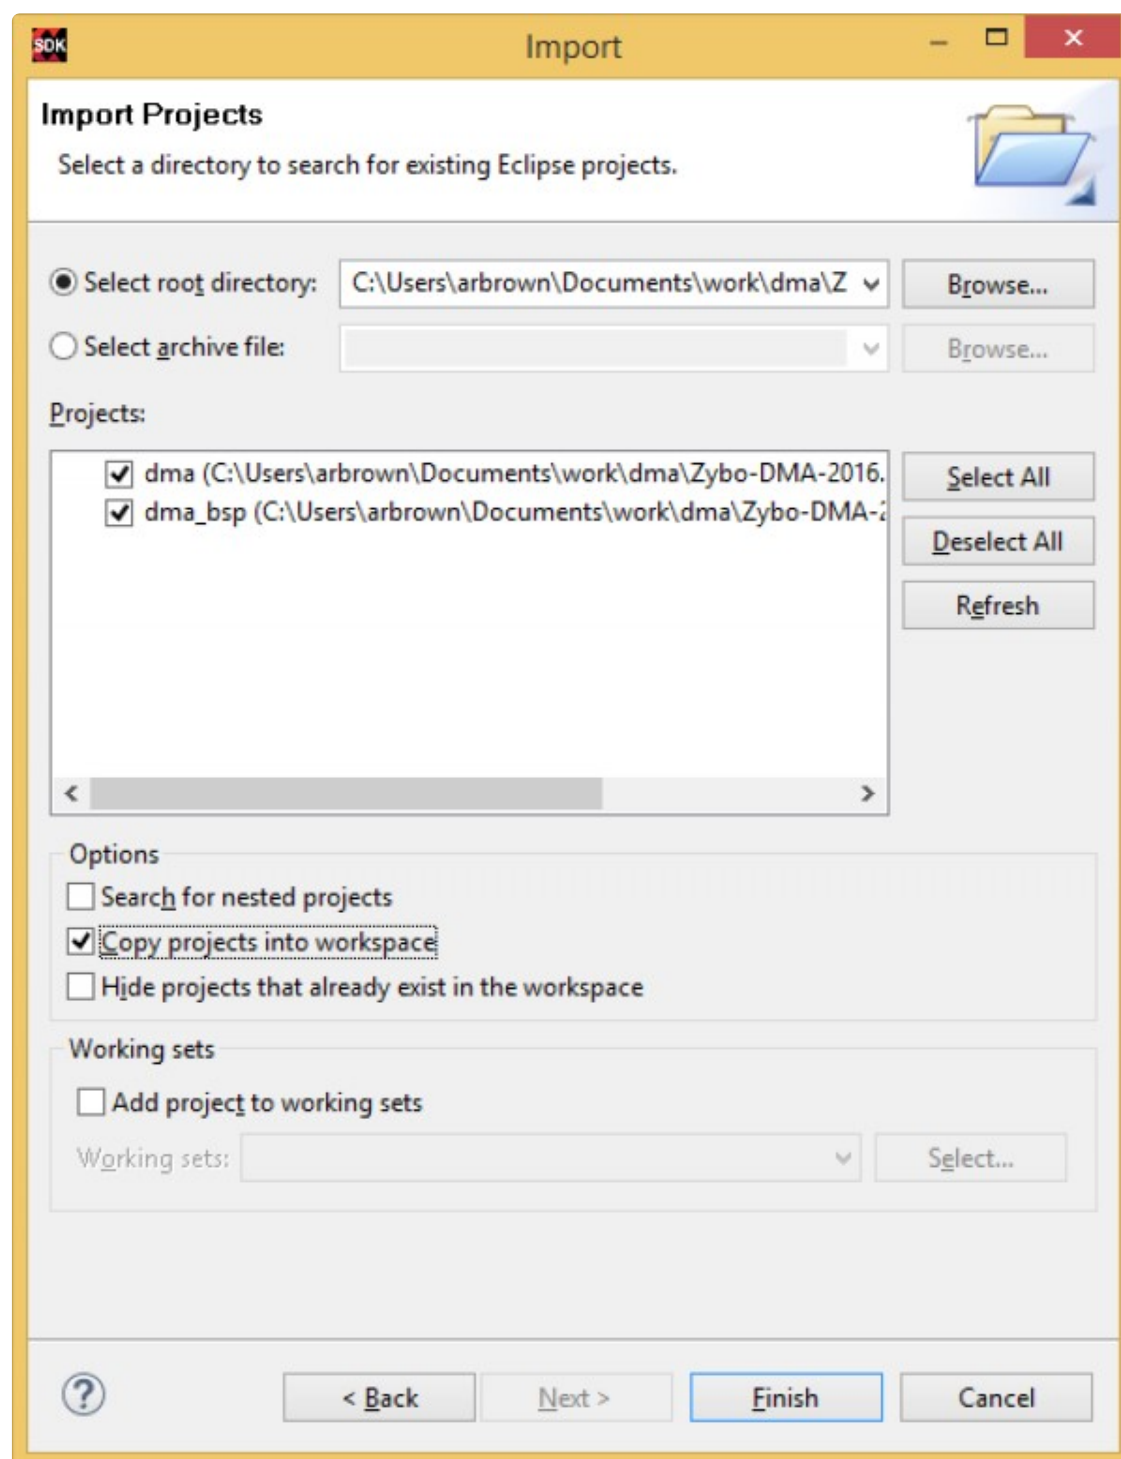 SDK Import
Import Projects
Select a directory to search for existing Eclipse projects.
Select root directory: C:\Users\arbrown\Documents\work\dma\Z Browse...
Select archive file: Browse...
Projects:
dma (C:\Users\arbrown\Documents\work\dma\Zybo-DMA-2016. Select All
dma_bsp (C:\Users\arbrown\Documents\work\dma\Zybo-DMA-2
Deselect All
Refresh
Options
Search for nested projects
Copy projects into workspace
Hide projects that already exist in the workspace
Working sets
Add project to working sets
Working sets: Select...
< Back Next > Finish Cancel